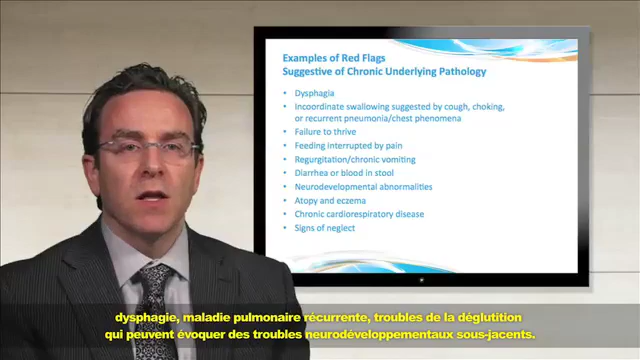 Examples of Red Flags
Suggestive of Chronic Underlying Pathology
• Dysphagia
• Incoordinate swallowing suggested by cough, choking,
or recurrent pneumonia/chest phenomena
• Failure to thrive
• Feeding interrupted by pain
• Regurgitation/chronic vomiting
• Diarrhea or blood in stool
• Neurodevelopmental abnormalities
• Atopy and eczema
• Chronic cardiorespiratory disease
• Signs of neglect
dysphagie, maladie pulmonaire récurrente, troubles de la déglutition
qui peuvent évoquer des troubles neurodéveloppementaux sous-jacents.